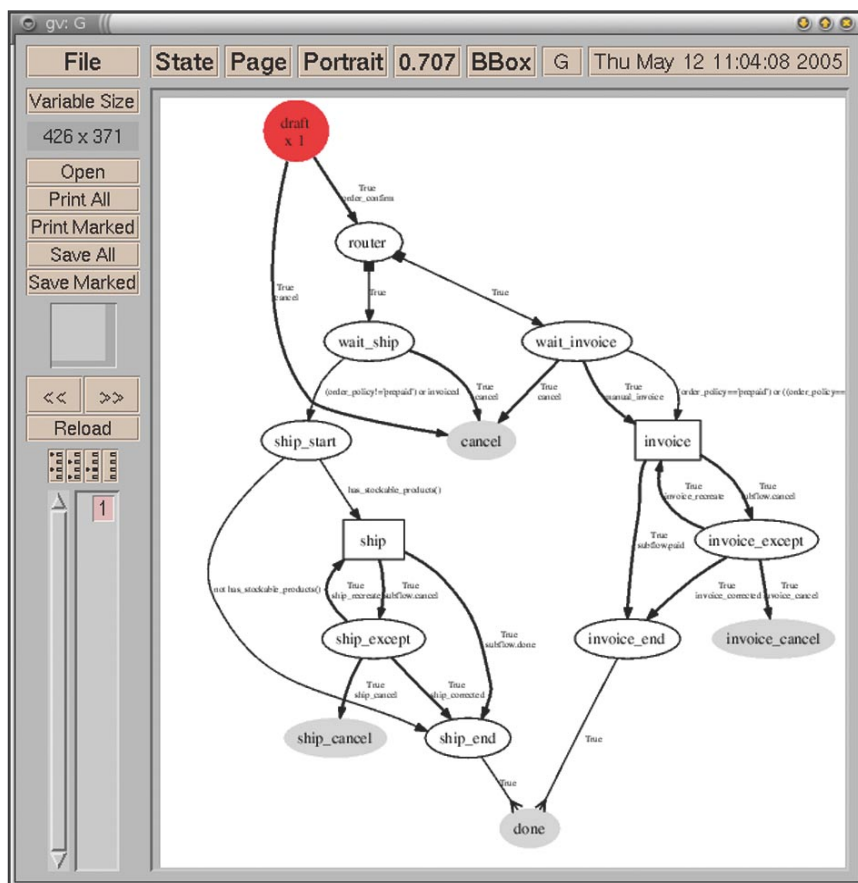 gv: G
File
State
Page
Portrait
0.707
BBox
G
Thu May 12 11:04:08 2005
Variable Size
426 x 371
Open
Print All
Print Marked
Save All
Save Marked
<<
>>
Reload
1
draft
x 1
True
order_confirm
router
True
cancel
True
True
wait_ship
wait_invoice
(order_policy!='prepaid') or invoiced
True
cancel
True
cancel
True
manual_invoice
(order_policy=='prepaid') or ((order_policy==
ship_start
cancel
invoice
has_stockable_products()
True
invoice_recreate
True
subflow.cancel
ship
True
subflow.paid
invoice_except
not has_stockable_products()
True
ship_recreate
True
subflow.cancel
True
invoice_corrected
True
invoice_cancel
ship_except
True
subflow.done
invoice_end
invoice_cancel
True
ship_cancel
True
ship_corrected
ship_cancel
ship_end
True
True
done